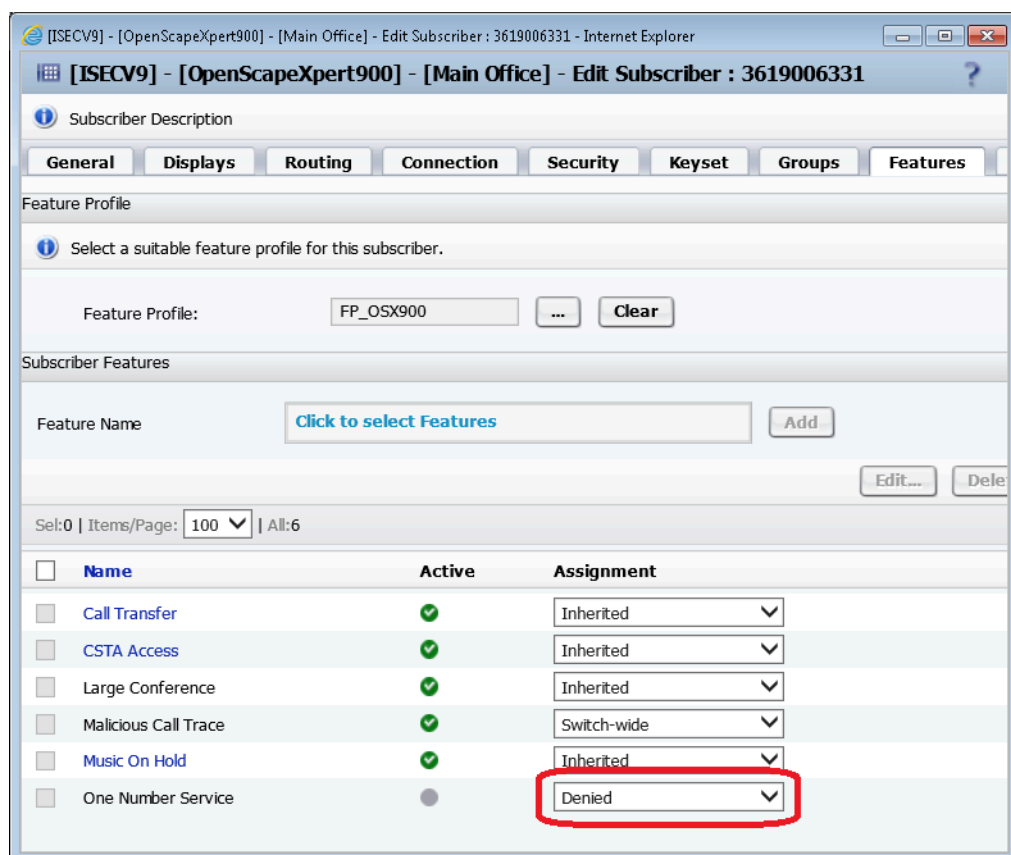 [ISECV9] - [OpenScapeXpert900] - [Main Office] - Edit Subscriber : 3619006331 - Internet Explorer
[ISECV9] - [OpenScapeXpert900] - [Main Office] - Edit Subscriber : 3619006331 ?
Subscriber Description
General Displays Routing Connection Security Keyset Groups Features
Feature Profile
Select a suitable feature profile for this subscriber.
Feature Profile: FP_OSX900 ... Clear
Subscriber Features
Feature Name Click to select Features Add
Edit... Dele
Sel:0 | Items/Page: 100 | All:6
Name Active Assignment
Call Transfer Inherited
CSTA Access Inherited
Large Conference Inherited
Malicious Call Trace Switch-wide
Music On Hold Inherited
One Number Service Denied